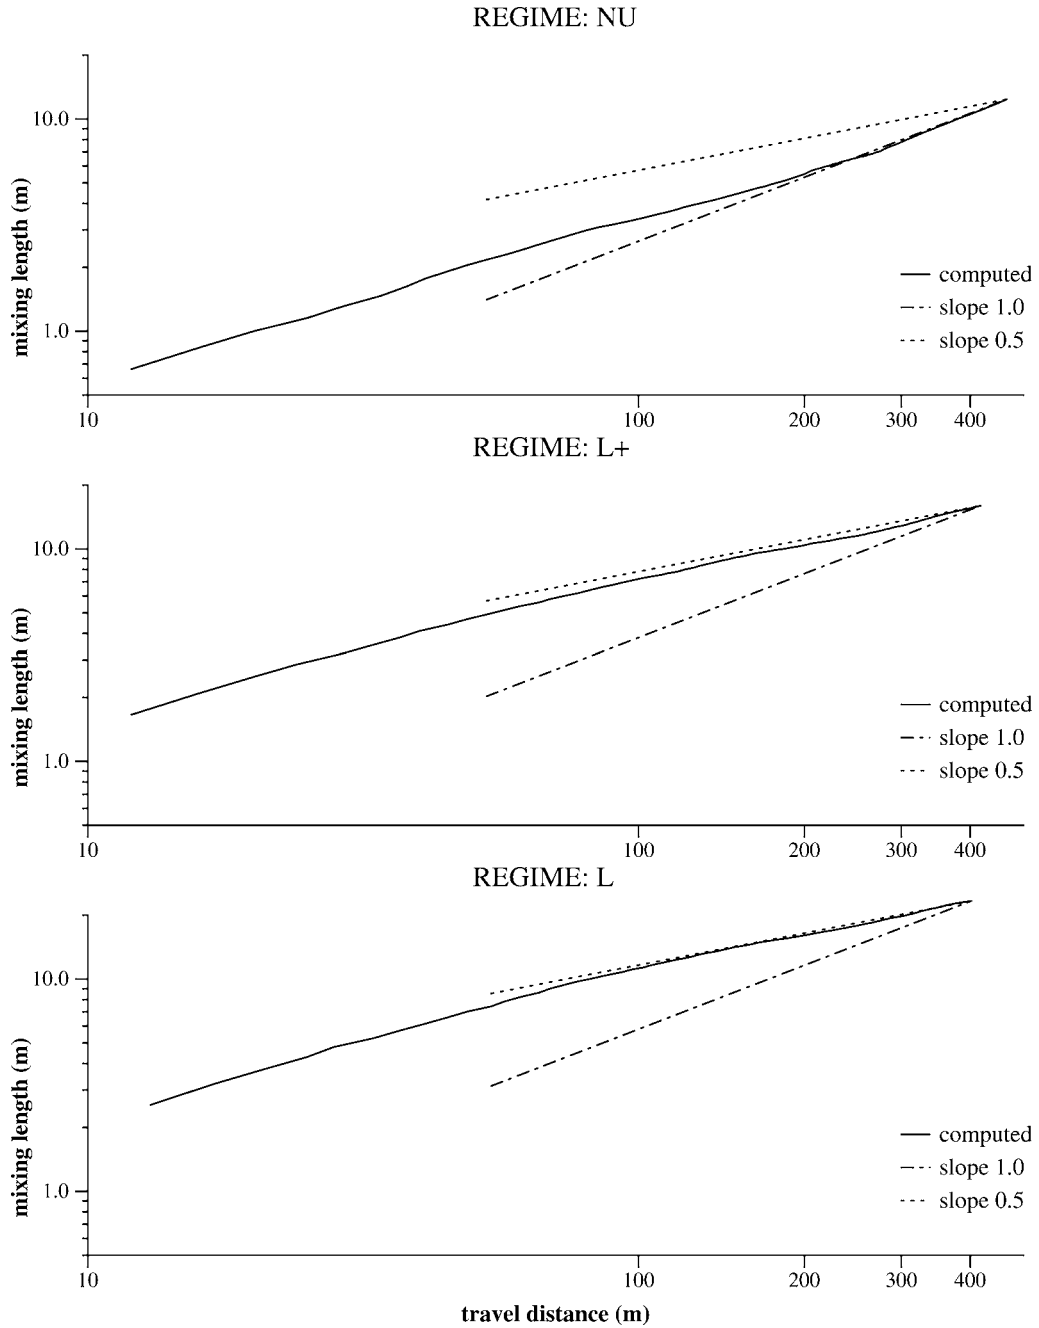 REGIME: NU
10.0
1.0
mixing length (m)
computed
slope 1.0
slope 0.5
10 100 200 300 400
REGIME: L+
10.0
1.0
mixing length (m)
computed
slope 1.0
slope 0.5
10 100 200 300 400
REGIME: L
10.0
1.0
mixing length (m)
computed
slope 1.0
slope 0.5
10 100 200 300 400
travel distance (m)